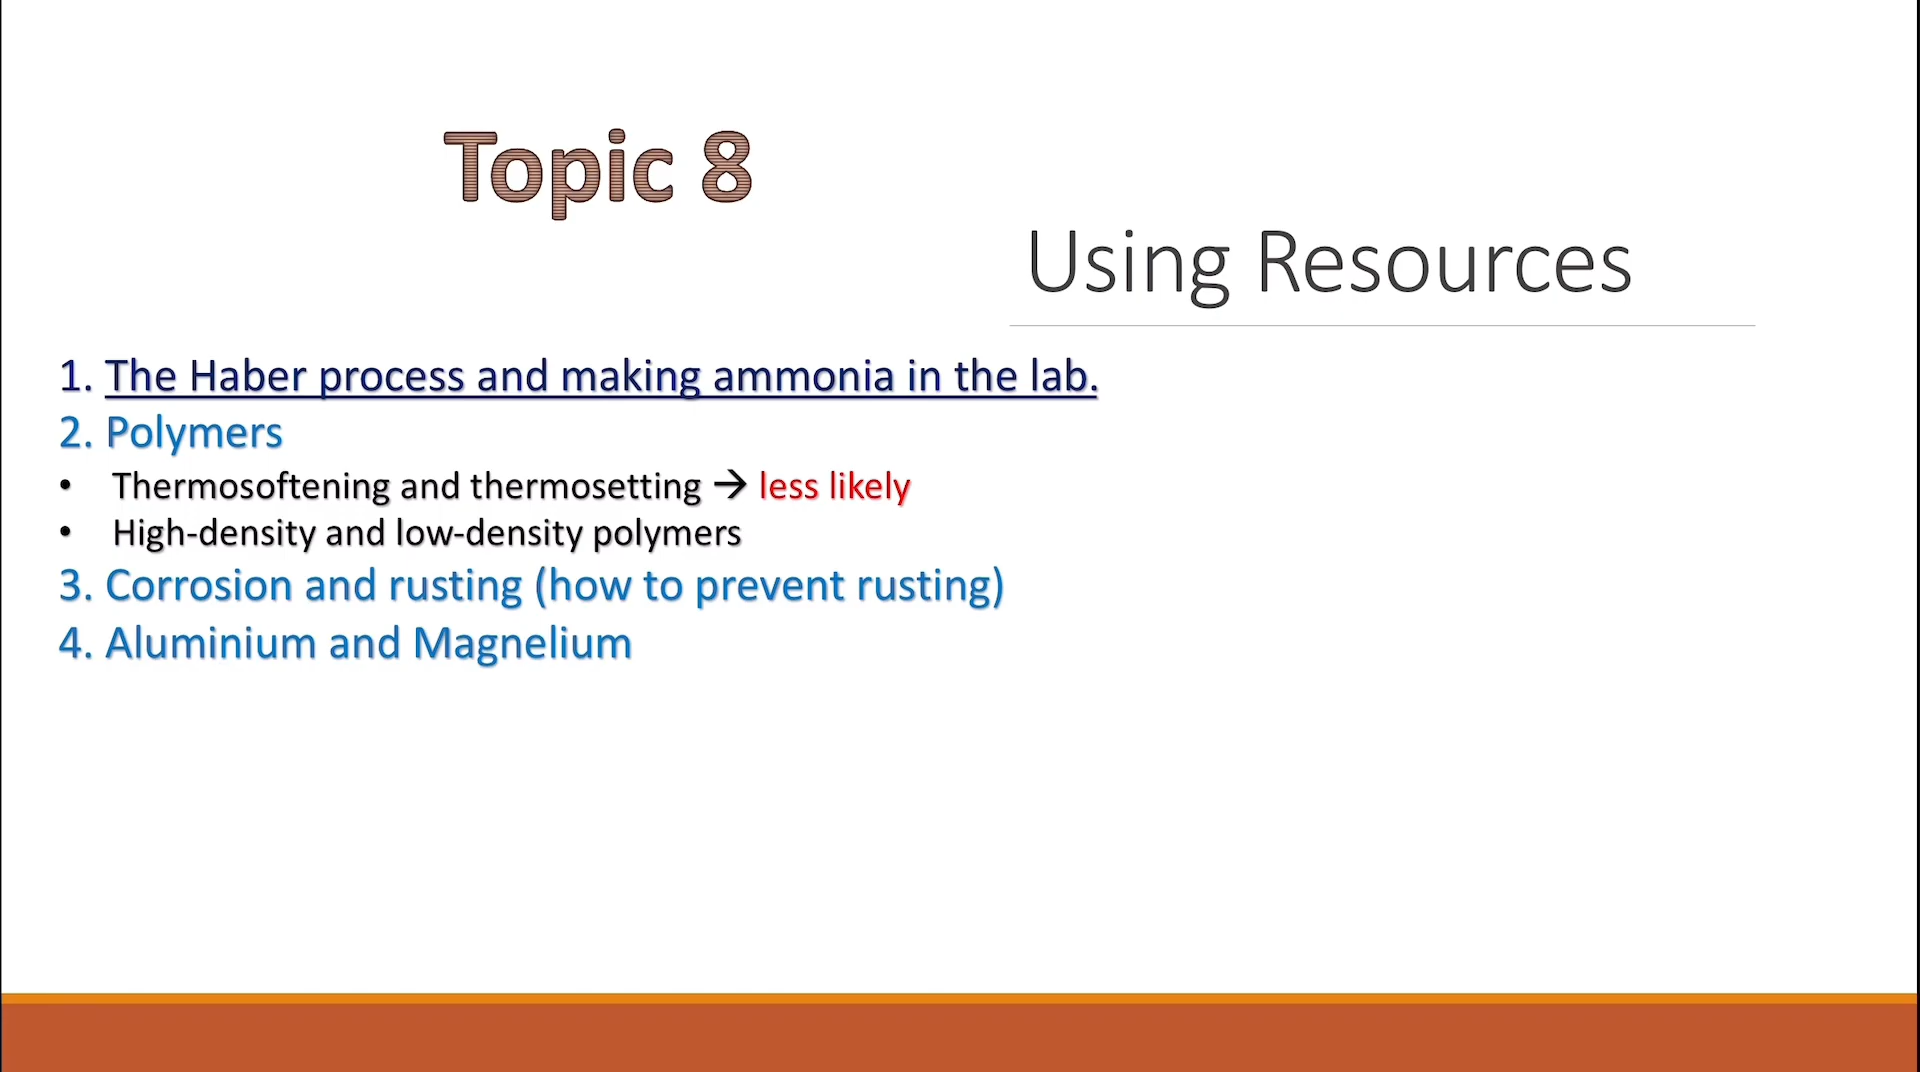 Topic 8
Using Resources
1. The Haber process and making ammonia in the lab.
2. Polymers
• Thermosoftening and thermosetting → less likely
• High-density and low-density polymers
3. Corrosion and rusting (how to prevent rusting)
4. Aluminium and Magnelium